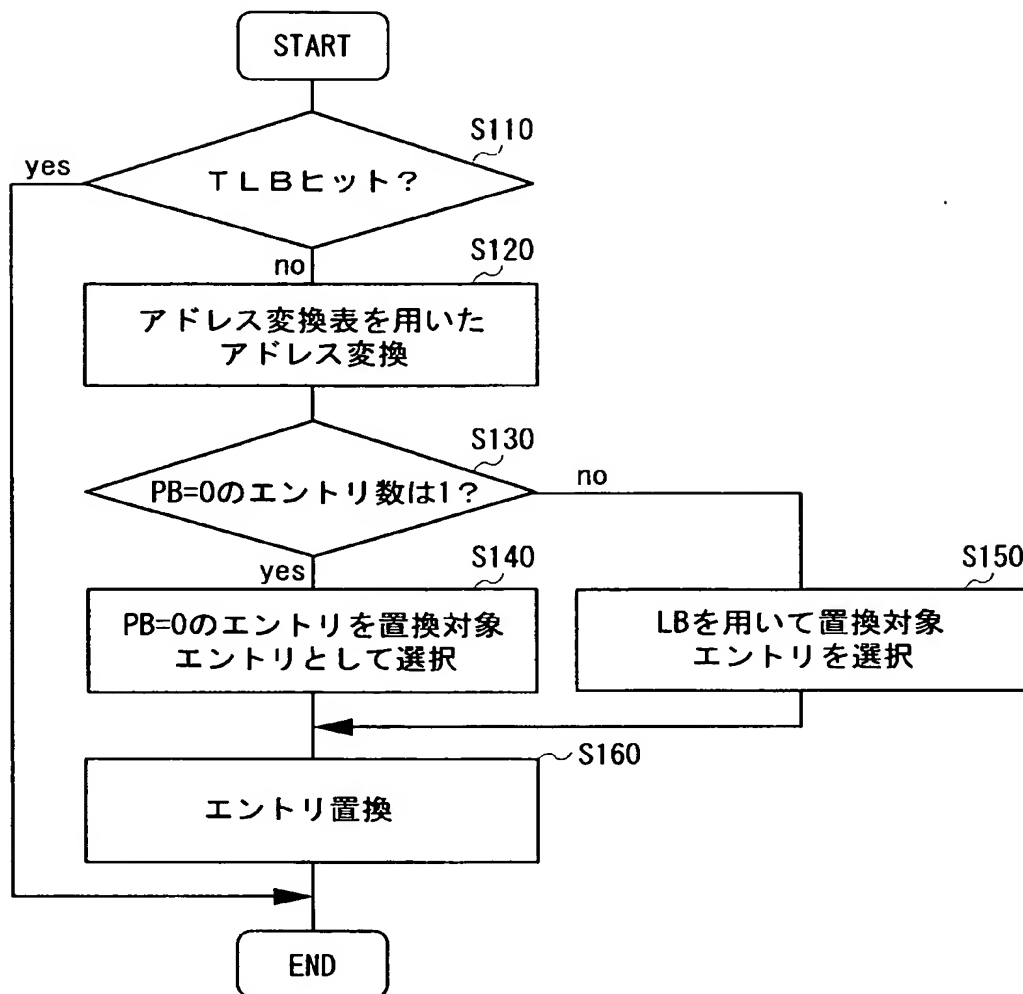 START
S110
yes
TLBヒット?
no
S120
アドレス変換表を用いた
アドレス変換
S130
PB=0のエントリ数は1?
no
yes
S140
PB=0のエントリを置換対象
エントリとして選択
S150
LBを用いて置換対象
エントリを選択
S160
エントリ置換
END